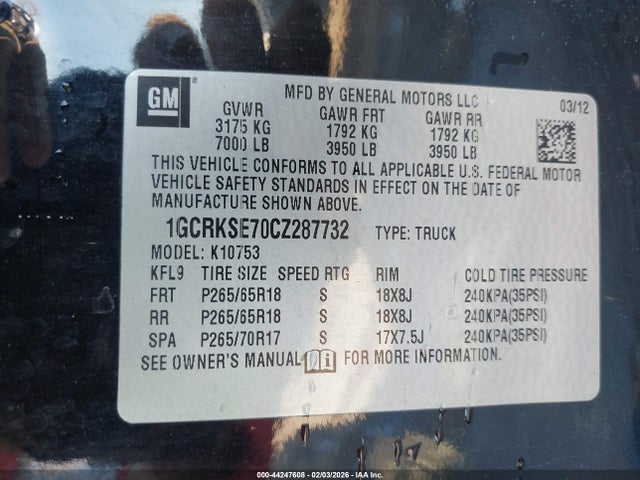 GM
MFD BY GENERAL MOTORS LLC
03/12
GVWR GAWR FRT GAWR RR
3175 KG 1792 KG 1792 KG
7000 LB 3950 LB 3950 LB
THIS VEHICLE CONFORMS TO ALL APPLICABLE U.S. FEDERAL MOTOR
VEHICLE SAFETY STANDARDS IN EFFECT ON THE DATE OF
MANUFACTURE SHOWN ABOVE.
1GCRKSE70CZ287732 TYPE: TRUCK
MODEL: K10753
KFL9 TIRE SIZE SPEED RTG RIM COLD TIRE PRESSURE
FRT P265/65R18 S 18X8J 240KPA(35PSI)
RR P265/65R18 S 18X8J 240KPA(35PSI)
SPA P265/70R17 S 17X7.5J 240KPA(35PSI)
SEE OWNER'S MANUAL FOR MORE INFORMATION.
000-44247608 - 02/03/2026 - IAA Inc.